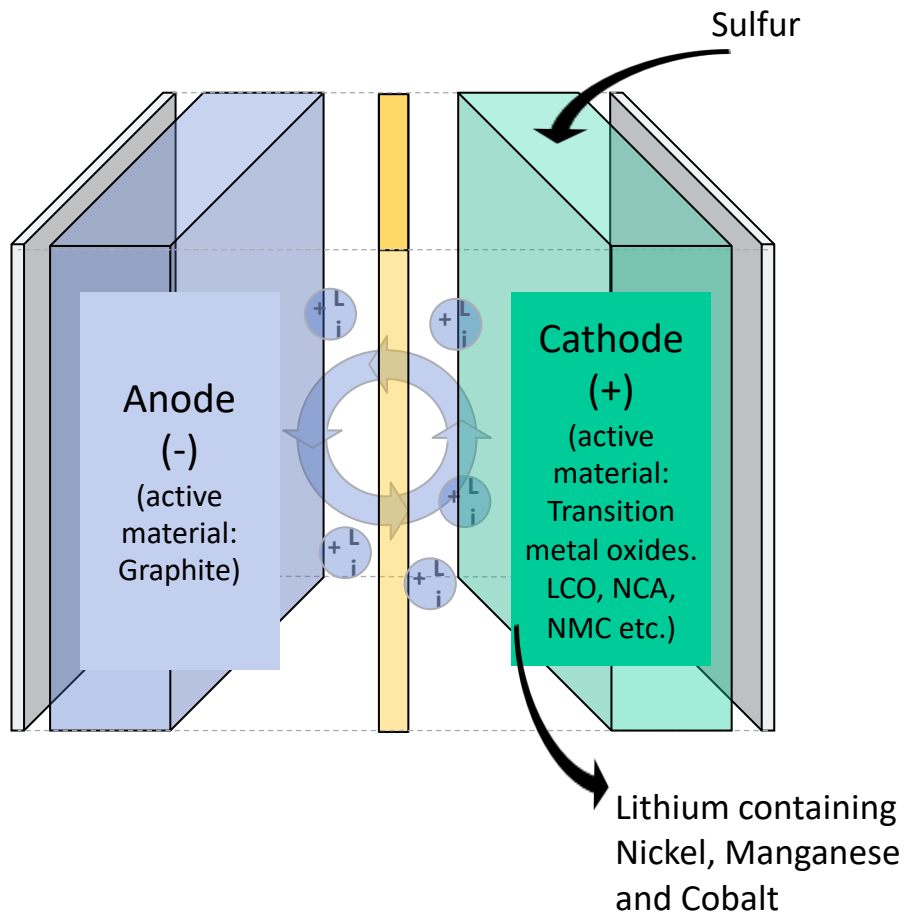 Sulfur
Anode
(-)
(active
material:
Graphite)
+ L
i
+ L
i
+ L
i
+ L
i
+ L
i
Cathode
(+)
(active
material:
Transition
metal oxides.
LCO, NCA,
NMC etc.)
Lithium containing
Nickel, Manganese
and Cobalt